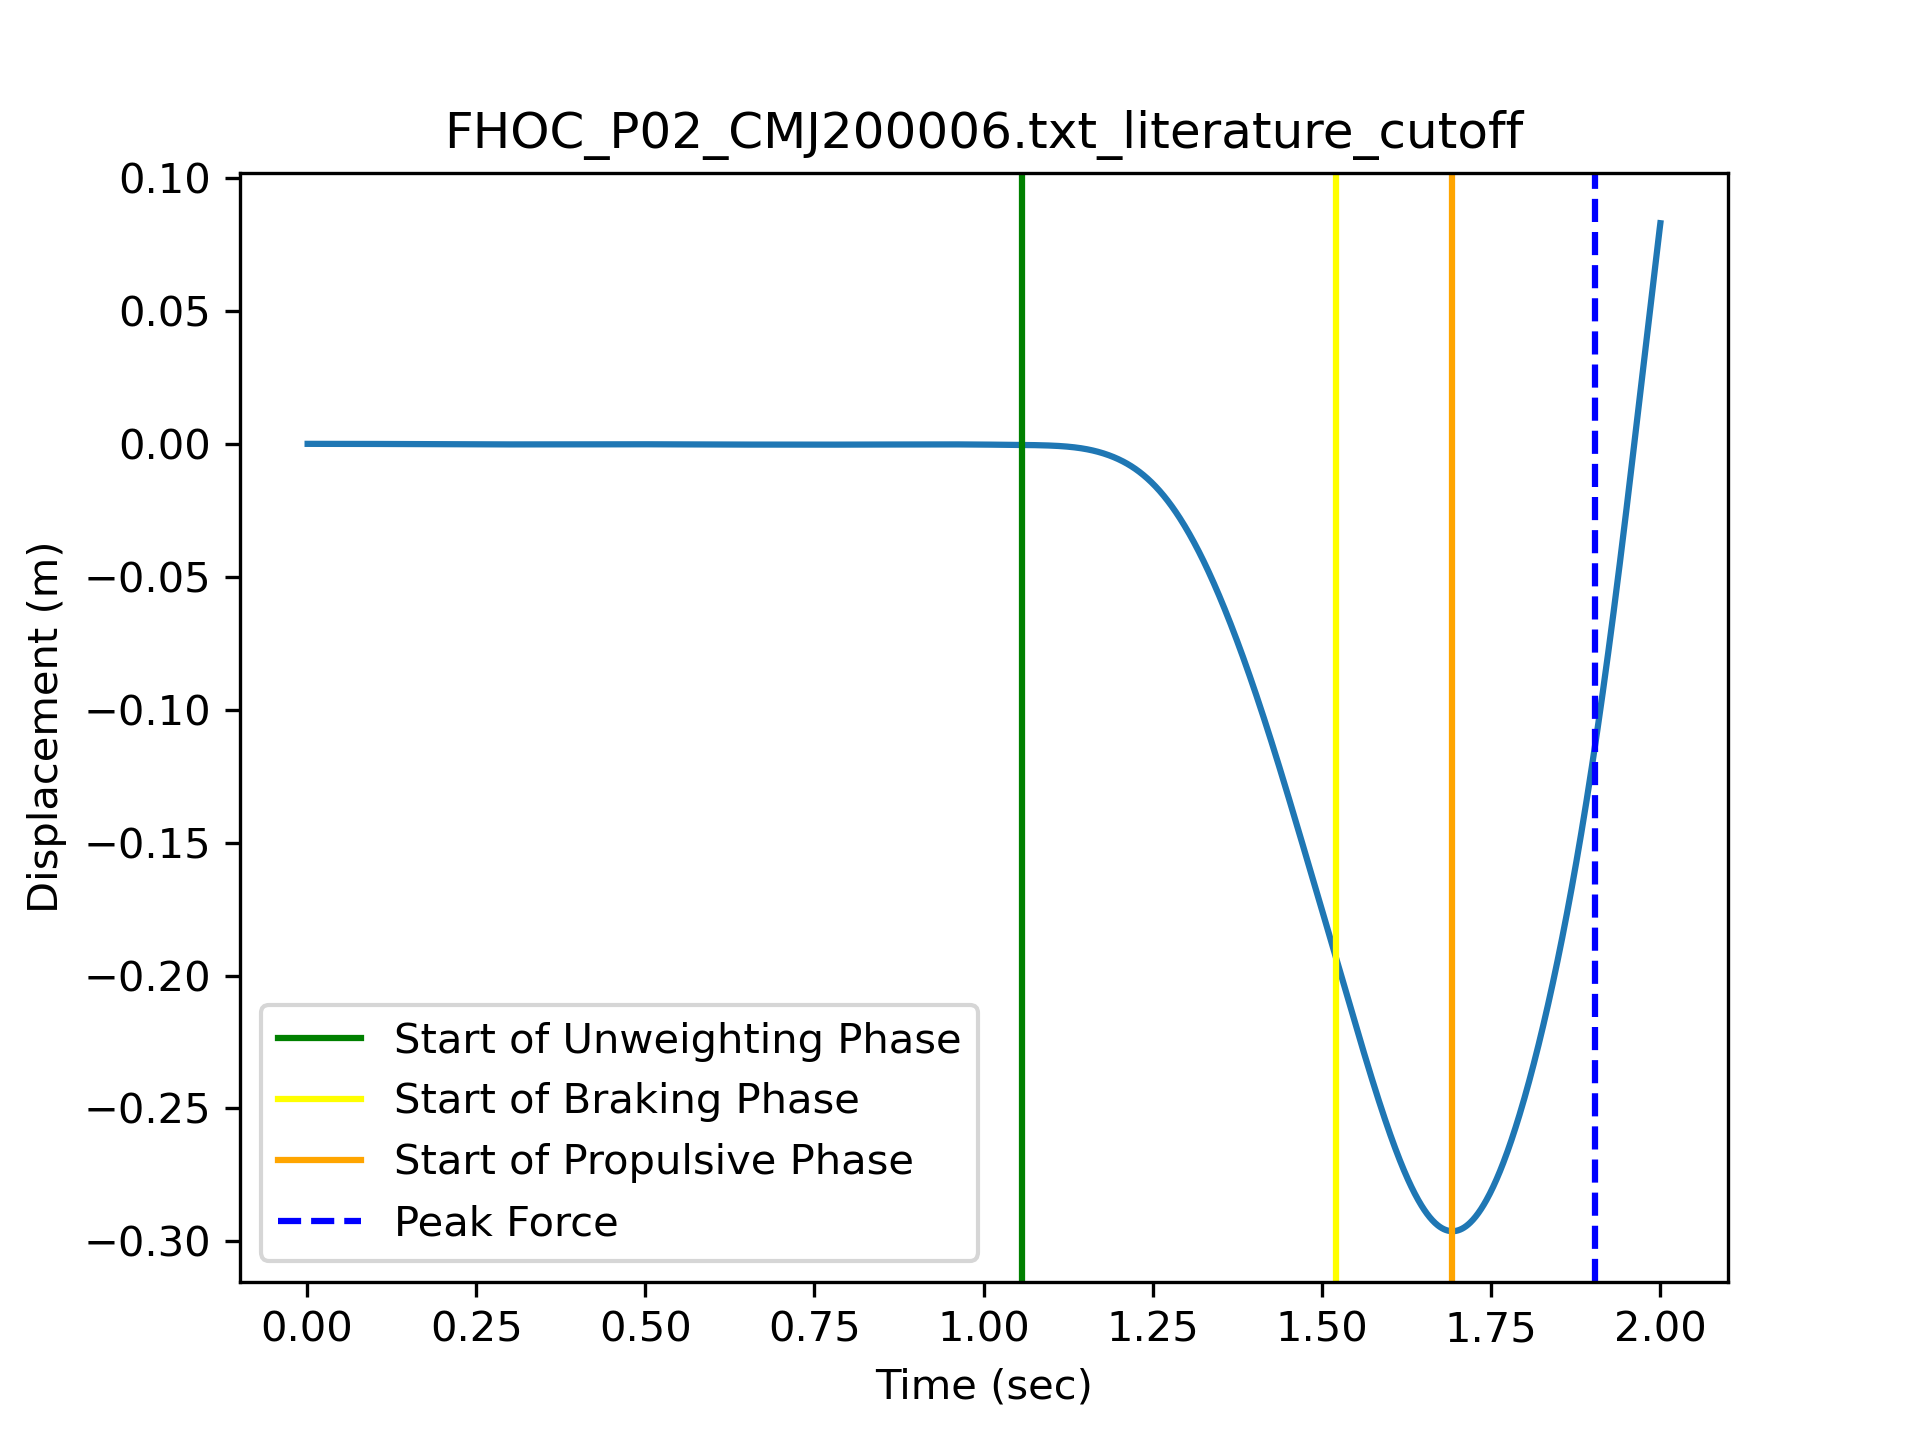 FHOC_P02_CMJ200006.txt_literature_cutoff
0.10
0.05
0.00
−0.05
−0.10
−0.15
−0.20
−0.25
−0.30
Displacement (m)
Start of Unweighting Phase
Start of Braking Phase
Start of Propulsive Phase
Peak Force
0.00 0.25 0.50 0.75 1.00 1.25 1.50 1.75 2.00
Time (sec)